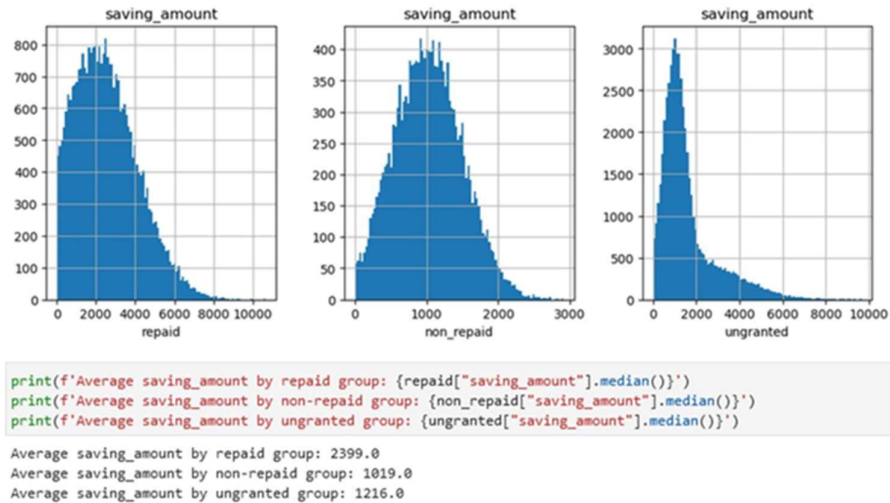 saving_amount
800
700
600
500
400
300
200
100
0
0 2000 4000 6000 8000 10000
repaid
saving_amount
400
350
300
250
200
150
100
50
0
0 1000 2000 3000
non_repaid
saving_amount
3000
2500
2000
1500
1000
500
0
0 2000 4000 6000 8000 10000
ungranted
print(f'Average saving_amount by repaid group: {repaid["saving_amount"].median()}')
print(f'Average saving_amount by non-repaid group: {non_repaid["saving_amount"].median()}')
print(f'Average saving_amount by ungranted group: {ungranted["saving_amount"].median()}')
Average saving_amount by repaid group: 2399.0
Average saving_amount by non-repaid group: 1019.0
Average saving_amount by ungranted group: 1216.0